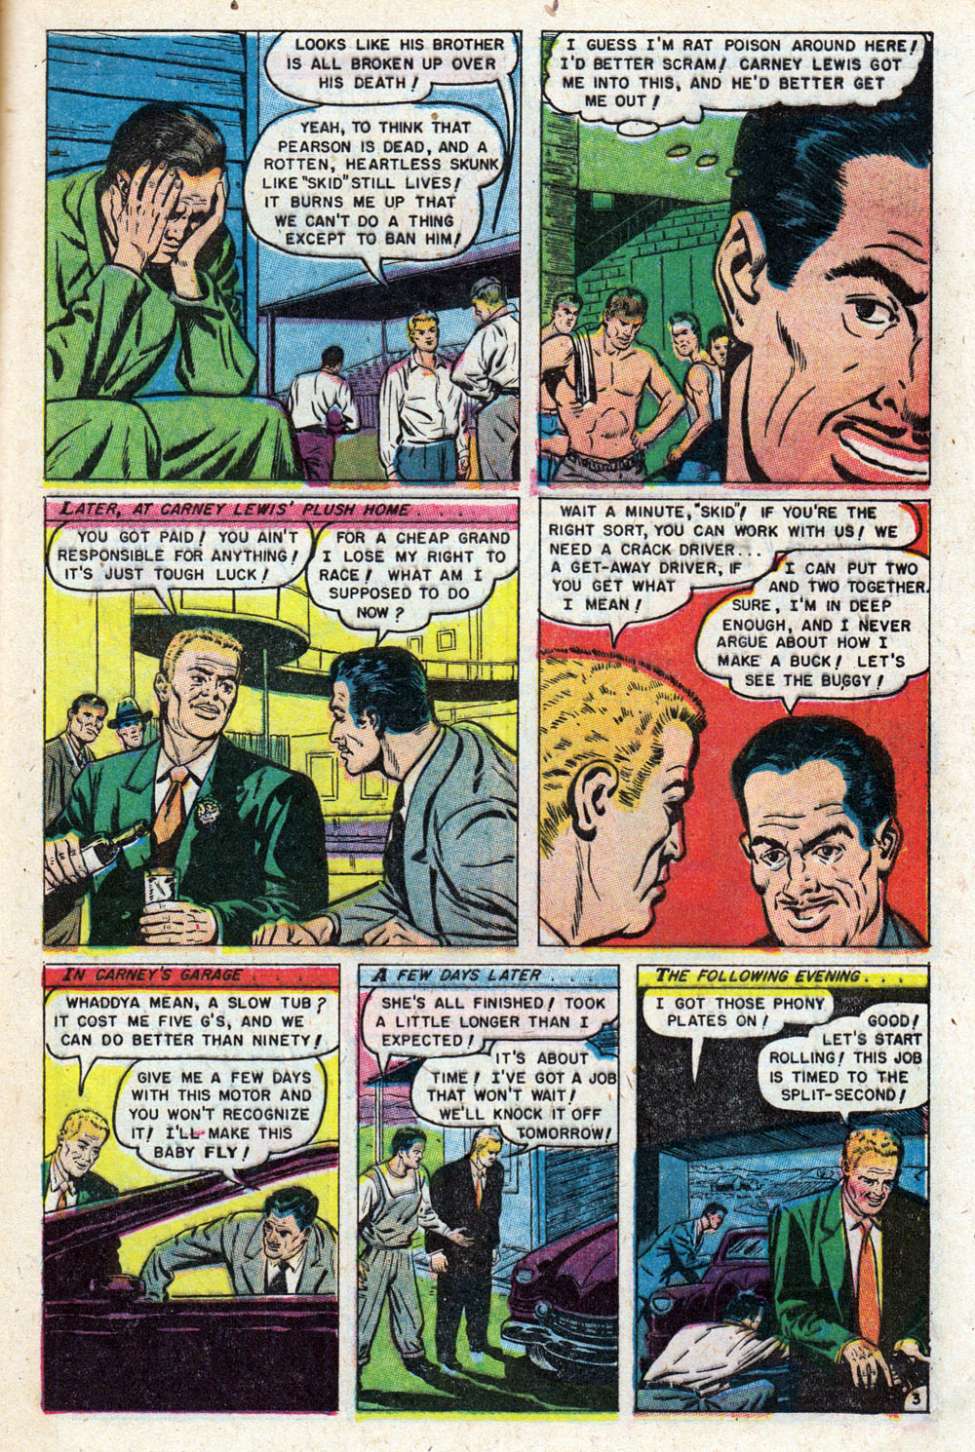 LOOKS LIKE HIS BROTHER
IS ALL BROKEN UP OVER
HIS DEATH!
YEAH, TO THINK THAT
PEARSON IS DEAD, AND A
ROTTEN, HEARTLESS SKUNK
LIKE "SKID" STILL LIVES!
IT BURNS ME UP THAT
WE CAN'T DO A THING
EXCEPT TO BAN HIM!
I GUESS I'M RAT POISON AROUND HERE!
I'D BETTER SCRAM! CARNEY LEWIS GOT
ME INTO THIS, AND HE'D BETTER GET
ME OUT!
LATER, AT CARNEY LEWIS' PLUSH HOME . . . .
YOU GOT PAID! YOU AIN'T
RESPONSIBLE FOR ANYTHING!
IT'S JUST TOUGH LUCK!
FOR A CHEAP GRAND
I LOSE MY RIGHT TO
RACE! WHAT AM I
SUPPOSED TO DO
NOW?
WAIT A MINUTE, "SKID"! IF YOU'RE THE
RIGHT SORT, YOU CAN WORK WITH US! WE
NEED A CRACK DRIVER...
A GET-AWAY DRIVER, IF
YOU GET WHAT
I MEAN!
I CAN PUT TWO
AND TWO TOGETHER.
SURE, I'M IN DEEP
ENOUGH, AND I NEVER
ARGUE ABOUT HOW I
MAKE A BUCK! LET'S
SEE THE BUGGY!
IN CARNEY'S GARAGE . . . .
WHADDYA MEAN, A SLOW TUB?
IT COST ME FIVE G'S, AND WE
CAN DO BETTER THAN NINETY!
GIVE ME A FEW DAYS
WITH THIS MOTOR AND
YOU WON'T RECOGNIZE
IT! I'LL MAKE THIS
BABY FLY!
A FEW DAYS LATER . . . .
SHE'S ALL FINISHED! TOOK
A LITTLE LONGER THAN I
EXPECTED!
IT'S ABOUT
TIME! I'VE GOT A JOB
THAT WON'T WAIT!
WE'LL KNOCK IT OFF
TOMORROW!
THE FOLLOWING EVENING . . .
I GOT THOSE PHONY
PLATES ON!
GOOD!
LET'S START
ROLLING! THIS JOB
IS TIMED TO THE
SPLIT-SECOND!
3